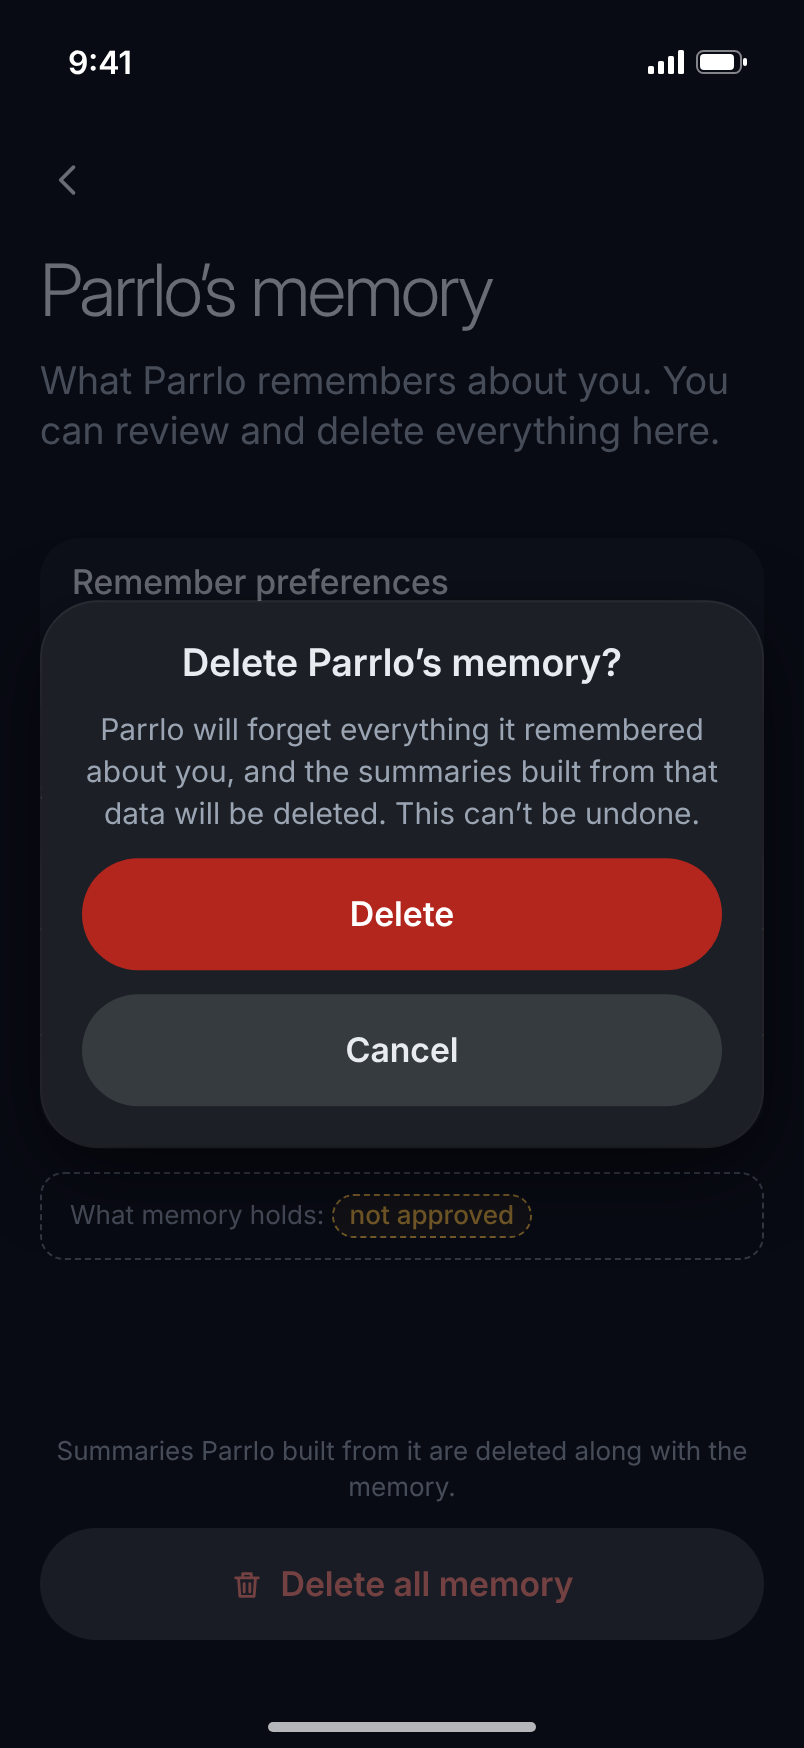 9:41
Parrlo’s memory
What Parrlo remembers about you. You
can review and delete everything here.
Remember preferences
Delete Parrlo’s memory?
Parrlo will forget everything it remembered
about you, and the summaries built from that
data will be deleted. This can’t be undone.
Delete
Cancel
What memory holds: not approved
Summaries Parrlo built from it are deleted along with the
memory.
Delete all memory